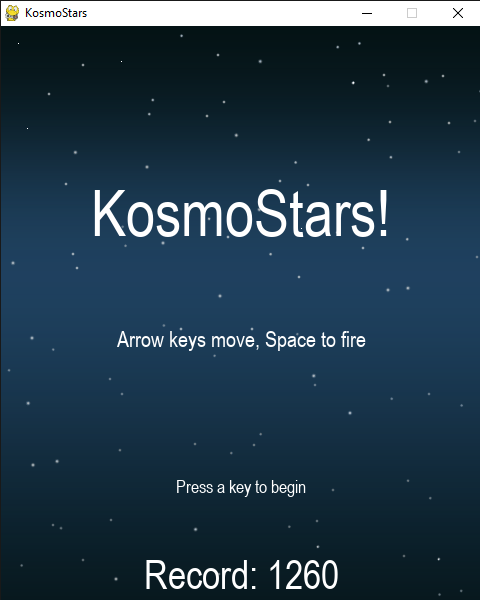 KosmoStars
KosmoStars!
Arrow keys move, Space to fire
Press a key to begin
Record: 1260